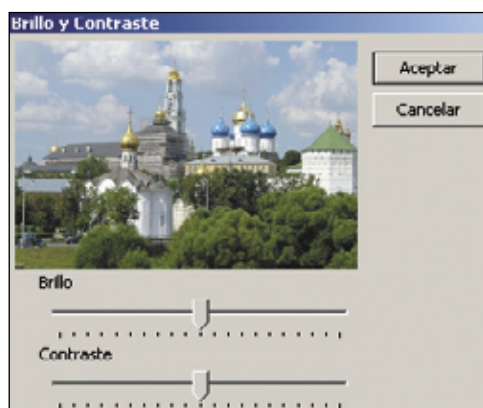 Brillo y Contraste
Aceptar
Cancelar
Brillo
Contraste